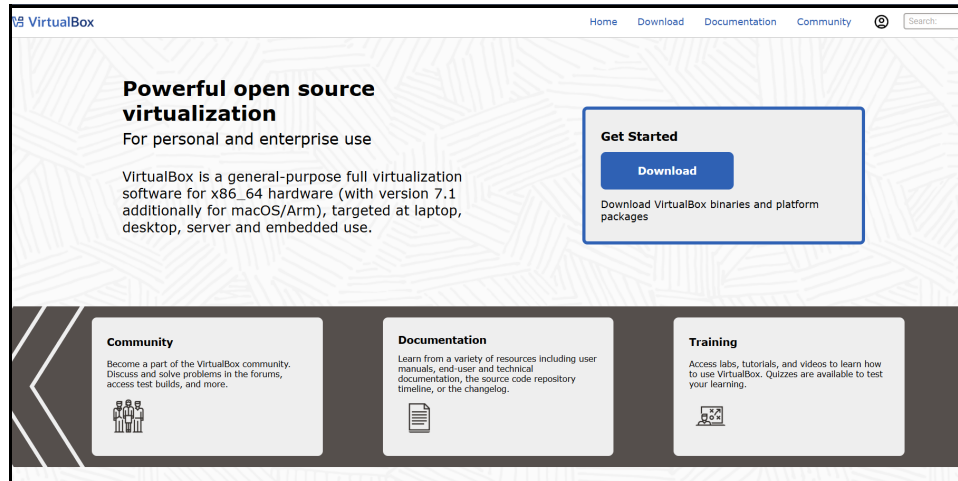 VirtualBox
Home Download Documentation Community Search:
Powerful open source
virtualization
For personal and enterprise use
VirtualBox is a general-purpose full virtualization
software for x86_64 hardware (with version 7.1
additionally for macOS/Arm), targeted at laptop,
desktop, server and embedded use.
Get Started
Download
Download VirtualBox binaries and platform
packages
Community
Become a part of the VirtualBox community.
Discuss and solve problems in the forums,
access test builds, and more.
Documentation
Learn from a variety of resources including user
manuals, end-user and technical
documentation, the source code repository
timeline, or the changelog.
Training
Access labs, tutorials, and videos to learn how
to use VirtualBox. Quizzes are available to test
your learning.